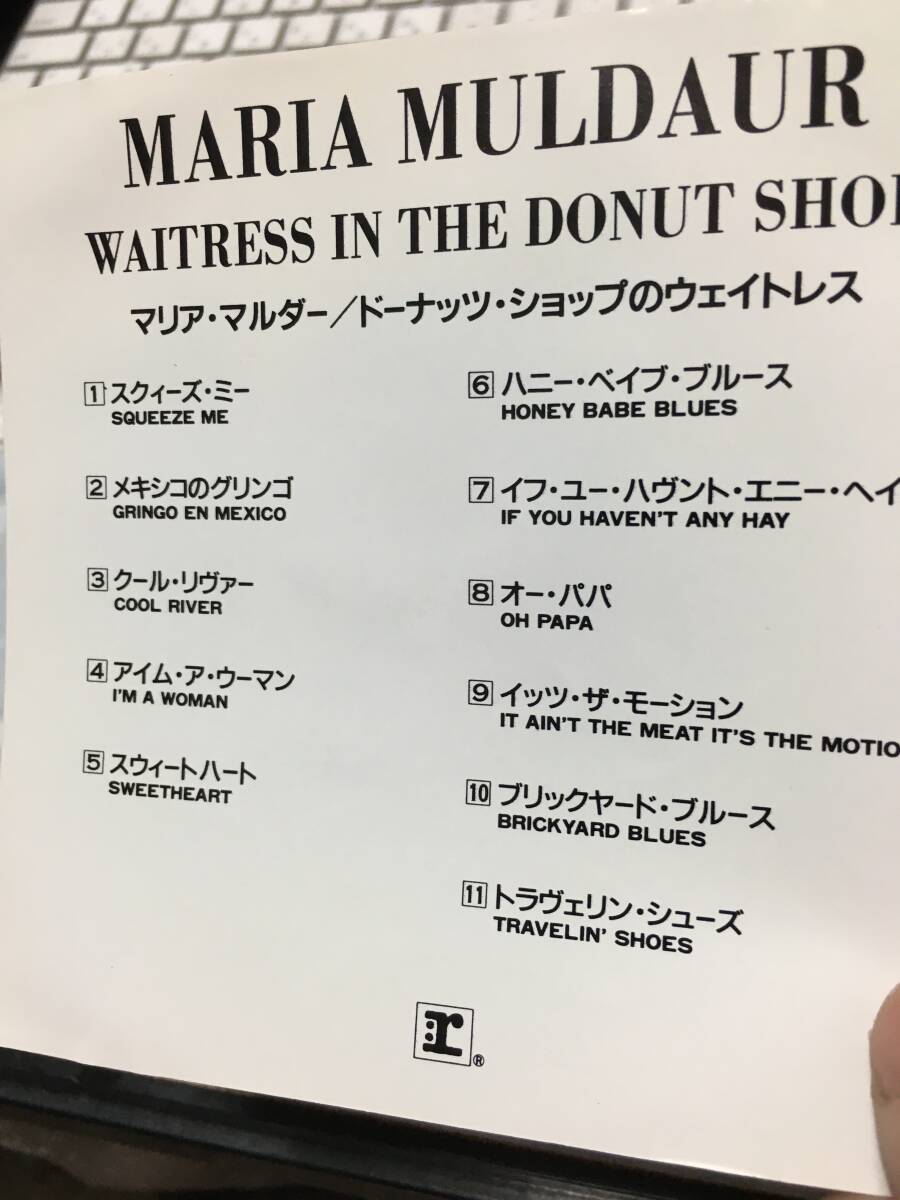 MARIA MULDAUR
WAITRESS IN THE DONUT SHOP
マリア・マルダー/ドーナッツ・ショップのウェイトレス
1 スクィーズ・ミー
SQUEEZE ME
2 メキシコのグリンゴ
GRINGO EN MEXICO
3 クール・リヴァー
COOL RIVER
4 アイム・ア・ウーマン
I'M A WOMAN
5 スウィートハート
SWEETHEART
6 ハニー・ベイブ・ブルース
HONEY BABE BLUES
7 イフ・ユー・ハヴント・エニー・ヘイ
IF YOU HAVEN'T ANY HAY
8 オー・パパ
OH PAPA
9 イッツ・ザ・モーション
IT AIN'T THE MEAT IT'S THE MOTIO
10 ブリックヤード・ブルース
BRICKYARD BLUES
11 トラヴェリン・シューズ
TRAVELIN' SHOES
:r
®